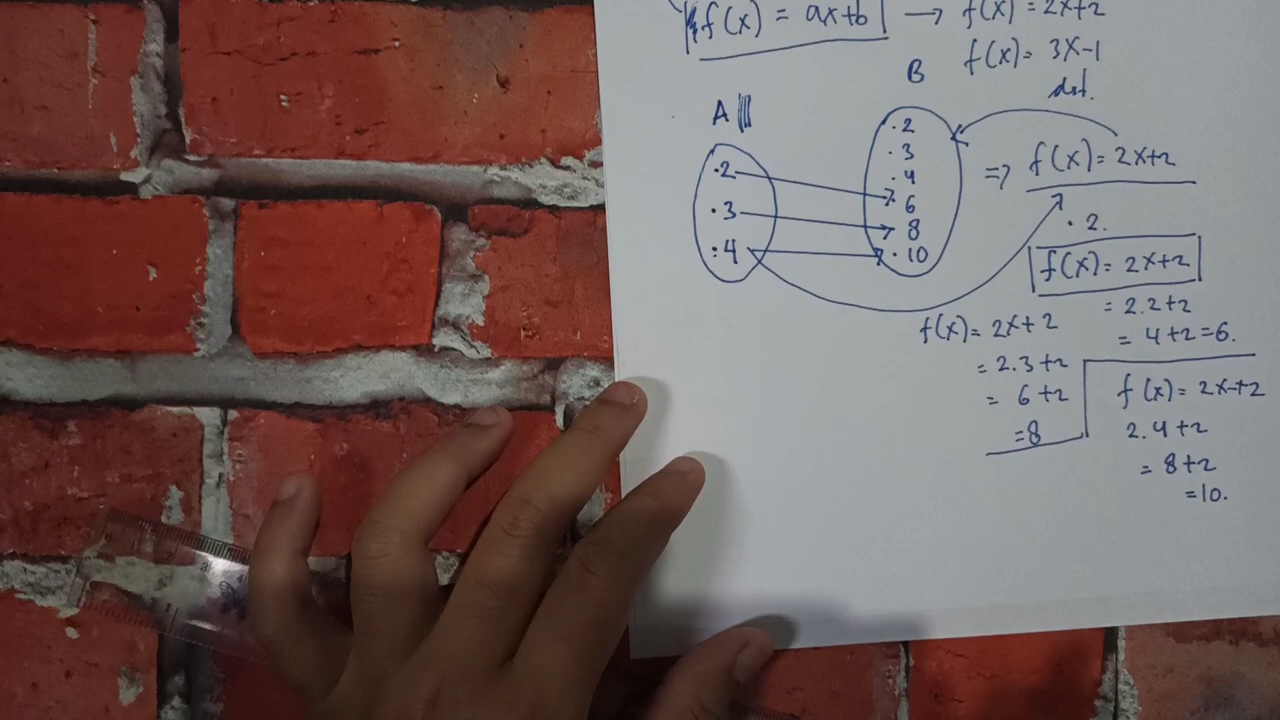 f(x) = ax+b → f(x) = 2x+2
f(x) = 3x-1
dst.
A
B
.2
.3
:4
.2
.3
.4
6
8
.10
=> f(x) = 2x+2
.2.
f(x) = 2x+2
= 2.2+2
= 4+2=6.
f(x) = 2x+2
= 2.3+2
= 6+2
=8
f(x) = 2x+2
2.4+2
= 8+2
=10.